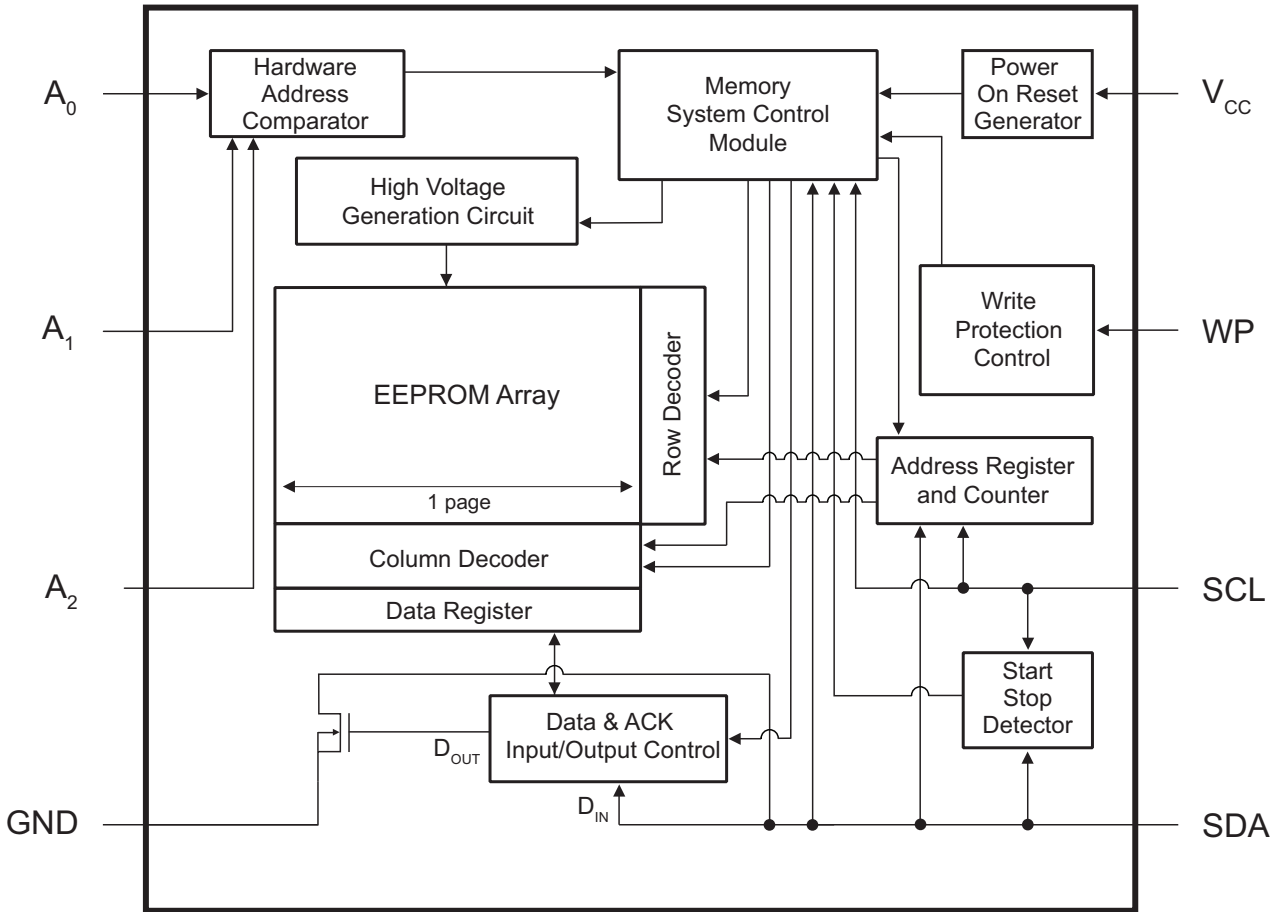 Hardware
Address
Comparator
Memory
System Control
Module
Power
On Reset
Generator
A0
VCC
High Voltage
Generation Circuit
Write
Protection
Control
A1
WP
EEPROM Array
Row Decoder
1 page
Address Register
and Counter
Column Decoder
A2
SCL
Data Register
Start
Stop
Detector
Data & ACK
Input/Output Control
DOUT
DIN
GND
SDA